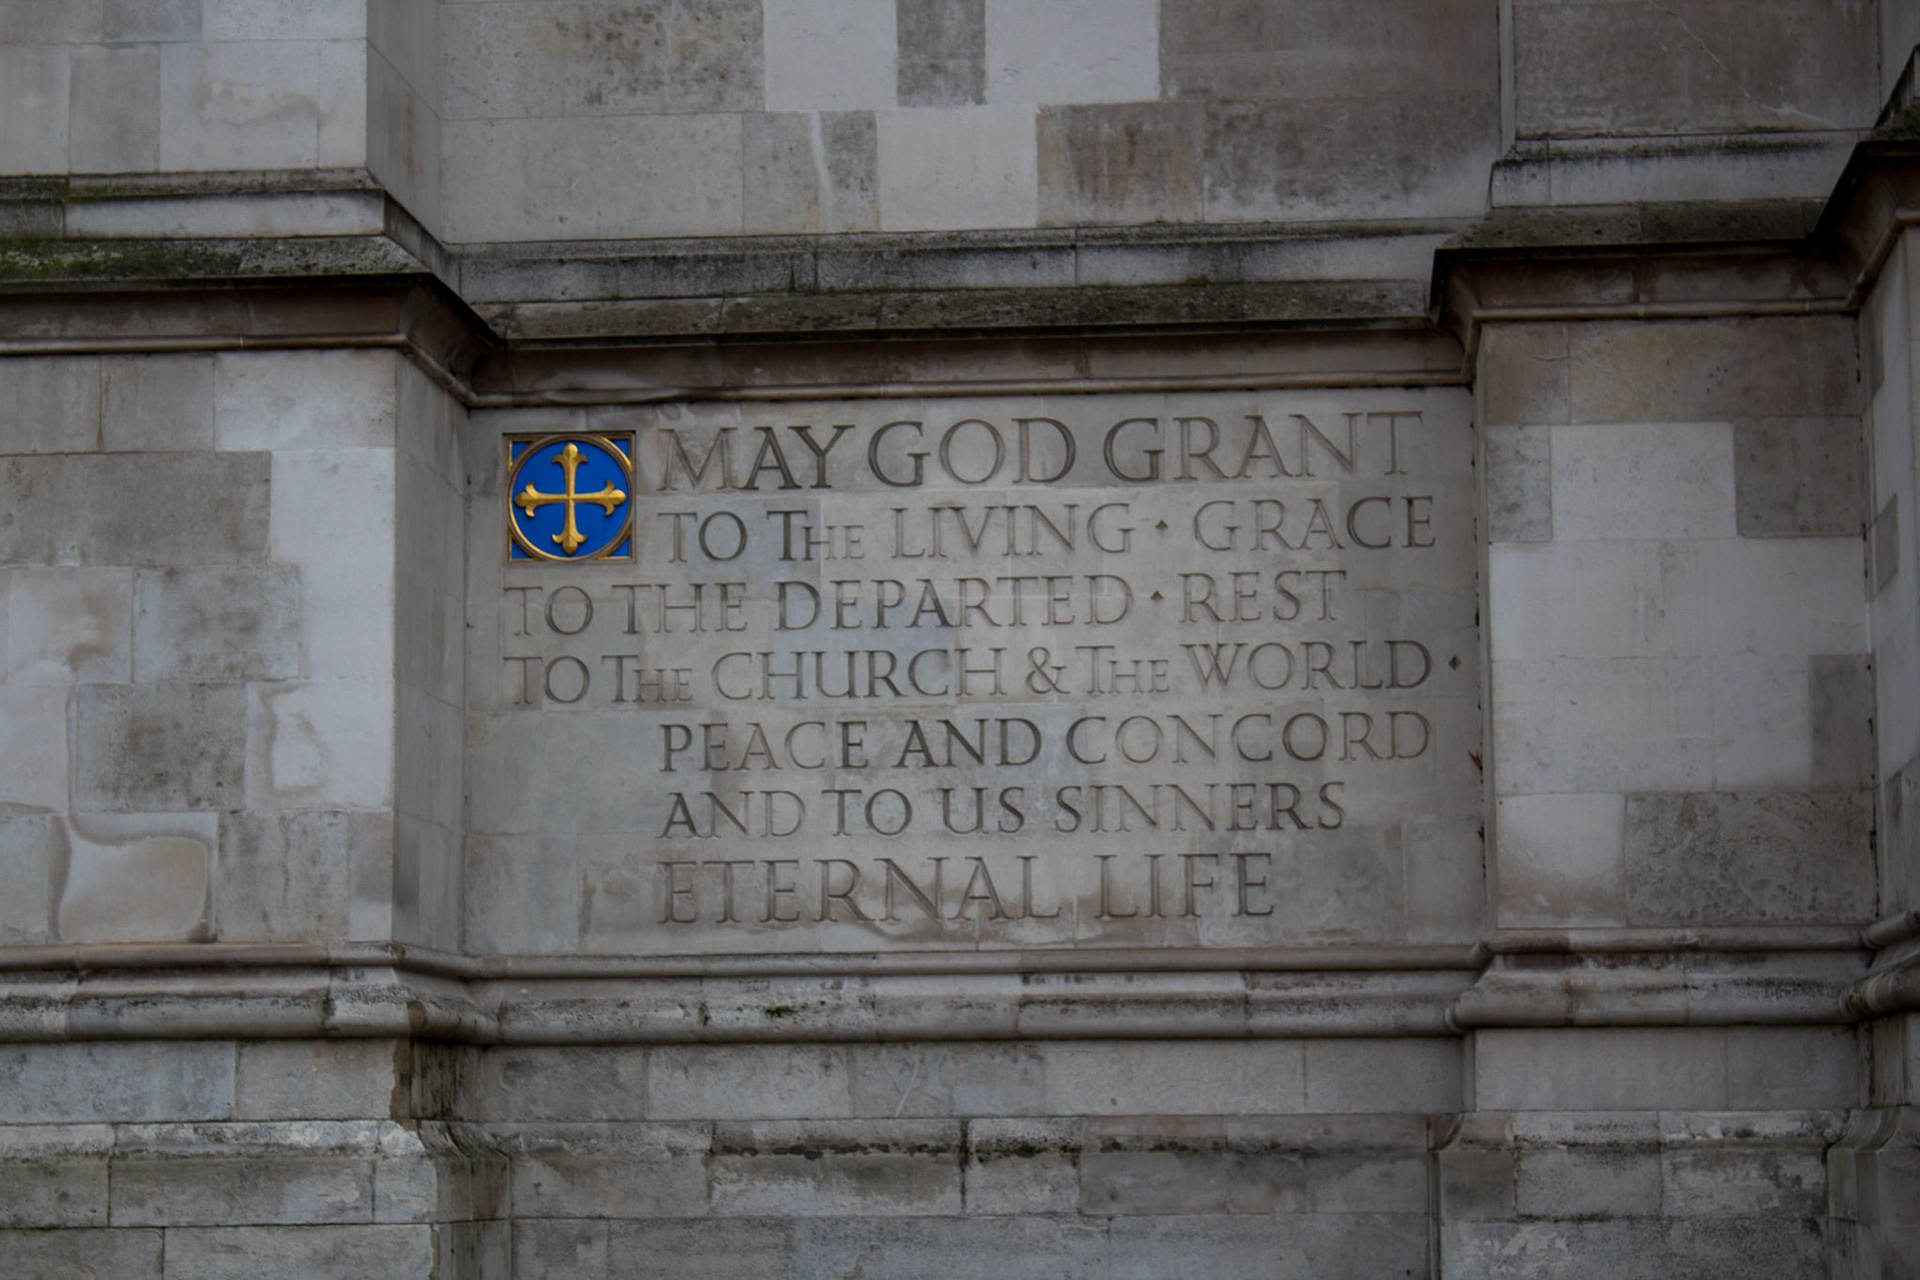 MAY GOD GRANT
TO THE LIVING · GRACE
TO THE DEPARTED · REST
TO THE CHURCH & THE WORLD ·
PEACE AND CONCORD
AND TO US SINNERS
ETERNAL LIFE